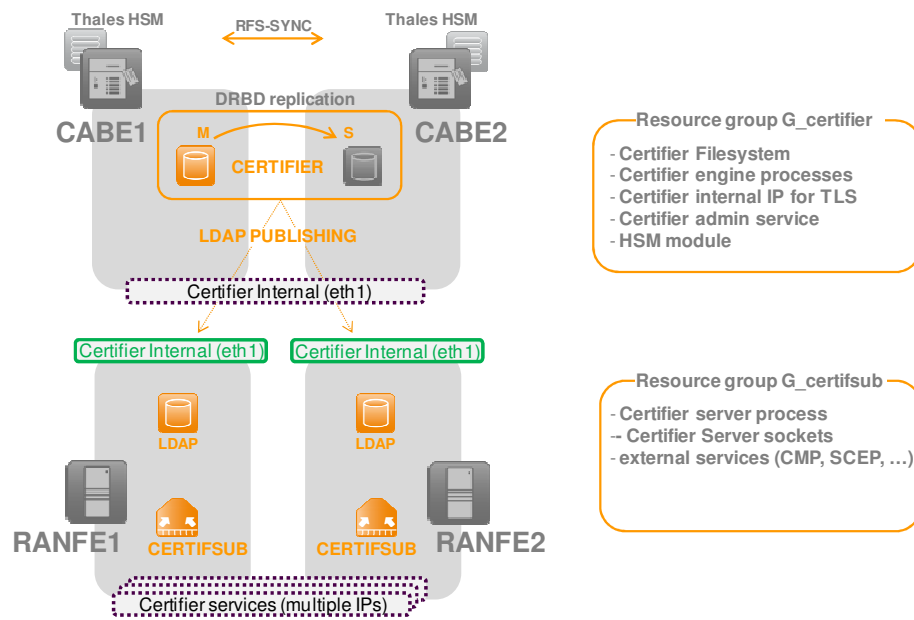 Thales HSM
RFS-SYNC
Thales HSM
DRBD replication
CABE1
CABE2
M
S
CERTIFIER
LDAP PUBLISHING
Certifier Internal (eth1)
Certifier Internal (eth1)
Certifier Internal (eth1)
LDAP
LDAP
RANFE1
RANFE2
CERTIFSUB
CERTIFSUB
Certifier services (multiple IPs)
Resource group G_certifier
- Certifier Filesystem
- Certifier engine processes
- Certifier internal IP for TLS
- Certifier admin service
- HSM module
Resource group G_certifsub
- Certifier server process
-- Certifier Server sockets
- external services (CMP, SCEP, …)